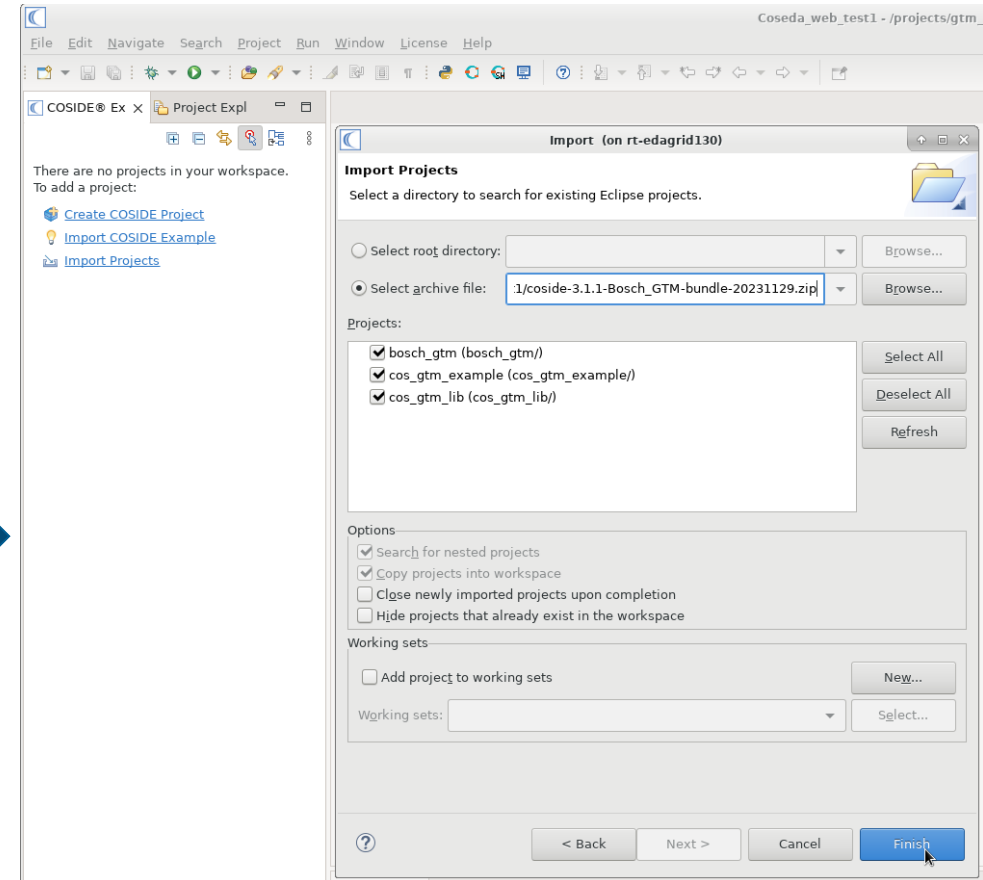 Coseda_web_test1 - /projects/gtm_
File Edit Navigate Search Project Run Window License Help
COSIDE® Ex Project Expl
There are no projects in your workspace.
To add a project:
Create COSIDE Project
Import COSIDE Example
Import Projects
Import (on rt-edagrid130)
Import Projects
Select a directory to search for existing Eclipse projects.
Select root directory: Browse...
Select archive file: 1/coside-3.1.1-Bosch_GTM-bundle-20231129.zip Browse...
Projects:
bosch_gtm (bosch_gtm/)
cos_gtm_example (cos_gtm_example/)
cos_gtm_lib (cos_gtm_lib/)
Select All
Deselect All
Refresh
Options
Search for nested projects
Copy projects into workspace
Close newly imported projects upon completion
Hide projects that already exist in the workspace
Working sets
Add project to working sets New...
Working sets: Select...
? < Back Next > Cancel Finish